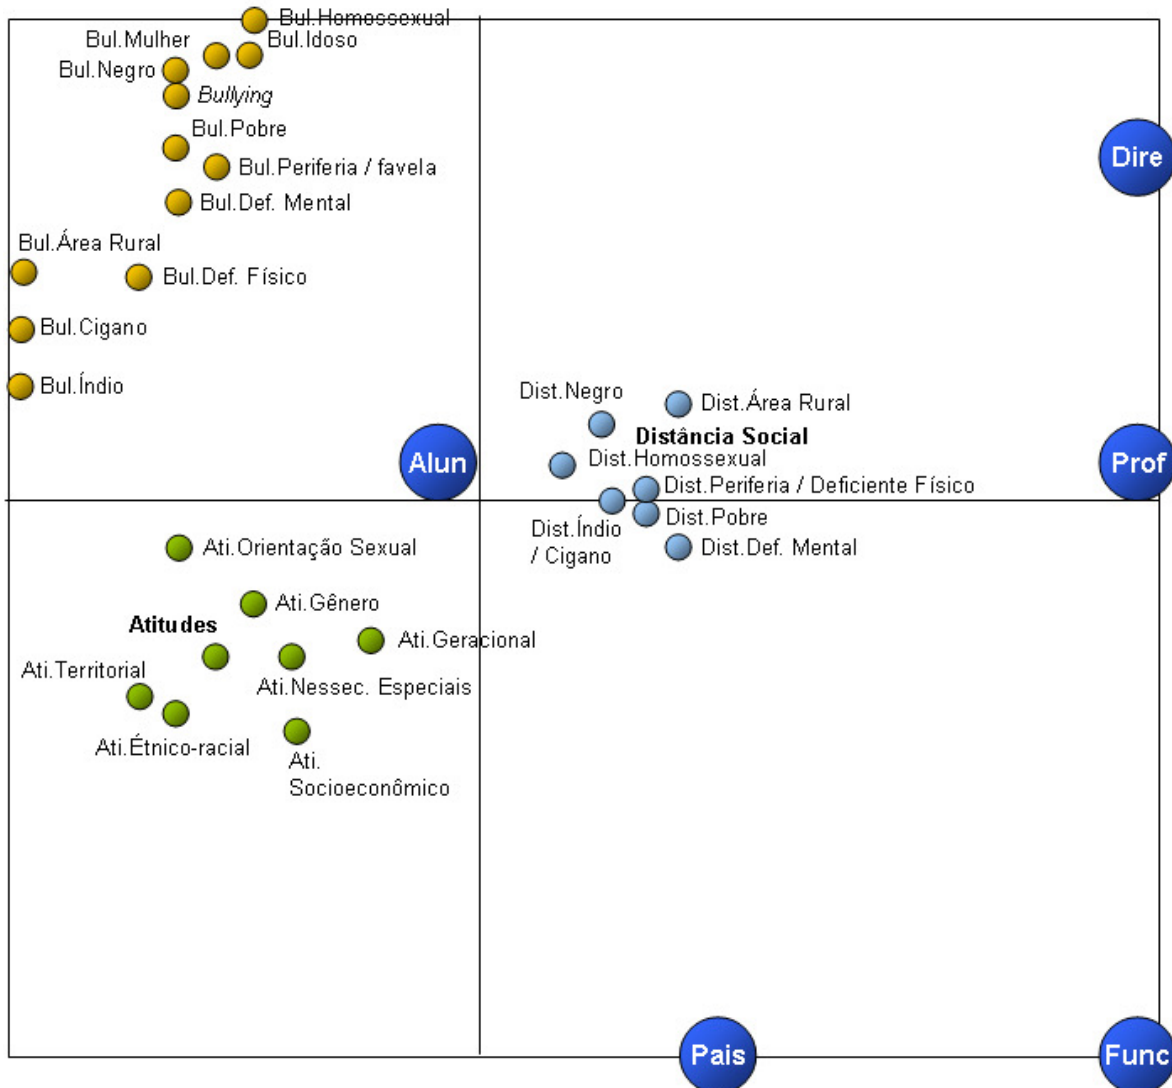 Bul.Homossexual
Bul.Mulher
Bul.Idoso
Bul.Negro
Bullying
Bul.Pobre
Dire
Bul.Periferia / favela
Bul.Def. Mental
Bul.Área Rural
Bul.Def. Físico
Bul.Cigano
Bul.Índio
Dist.Negro
Dist.Área Rural
Distância Social
Alun
Dist.Homossexual
Prof
Dist.Periferia / Deficiente Físico
Dist.Pobre
Dist.Índio
/ Cigano
Dist.Def. Mental
Ati.Orientação Sexual
Ati.Gênero
Atitudes
Ati.Geracional
Ati.Territorial
Ati.Nessec. Especiais
Ati.Étnico-racial
Ati.
Socioeconômico
Pais
Func